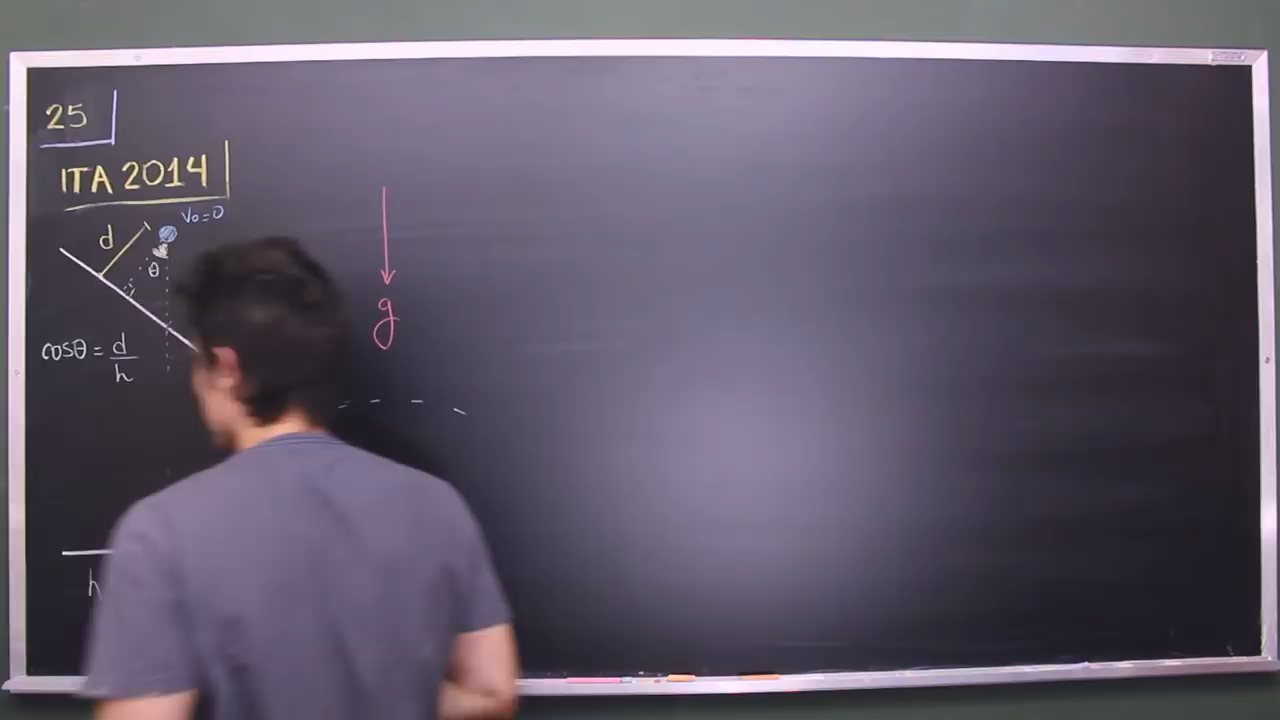 25
ITA 2014
V₀=0
d
θ
g
cosθ = d/h
h